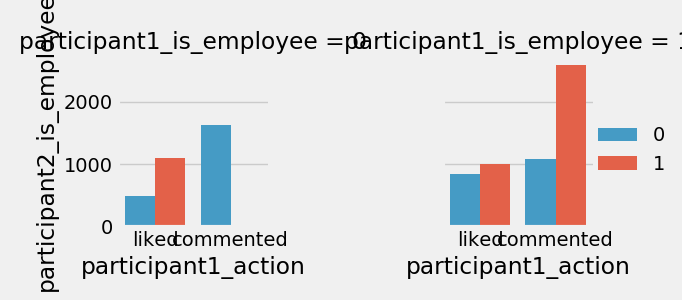 participant1_is_employee = 0
participant1_is_employee = 1
participant2_is_employee
2000
1000
0
liked
commented
participant1_action
liked
commented
participant1_action
0
1